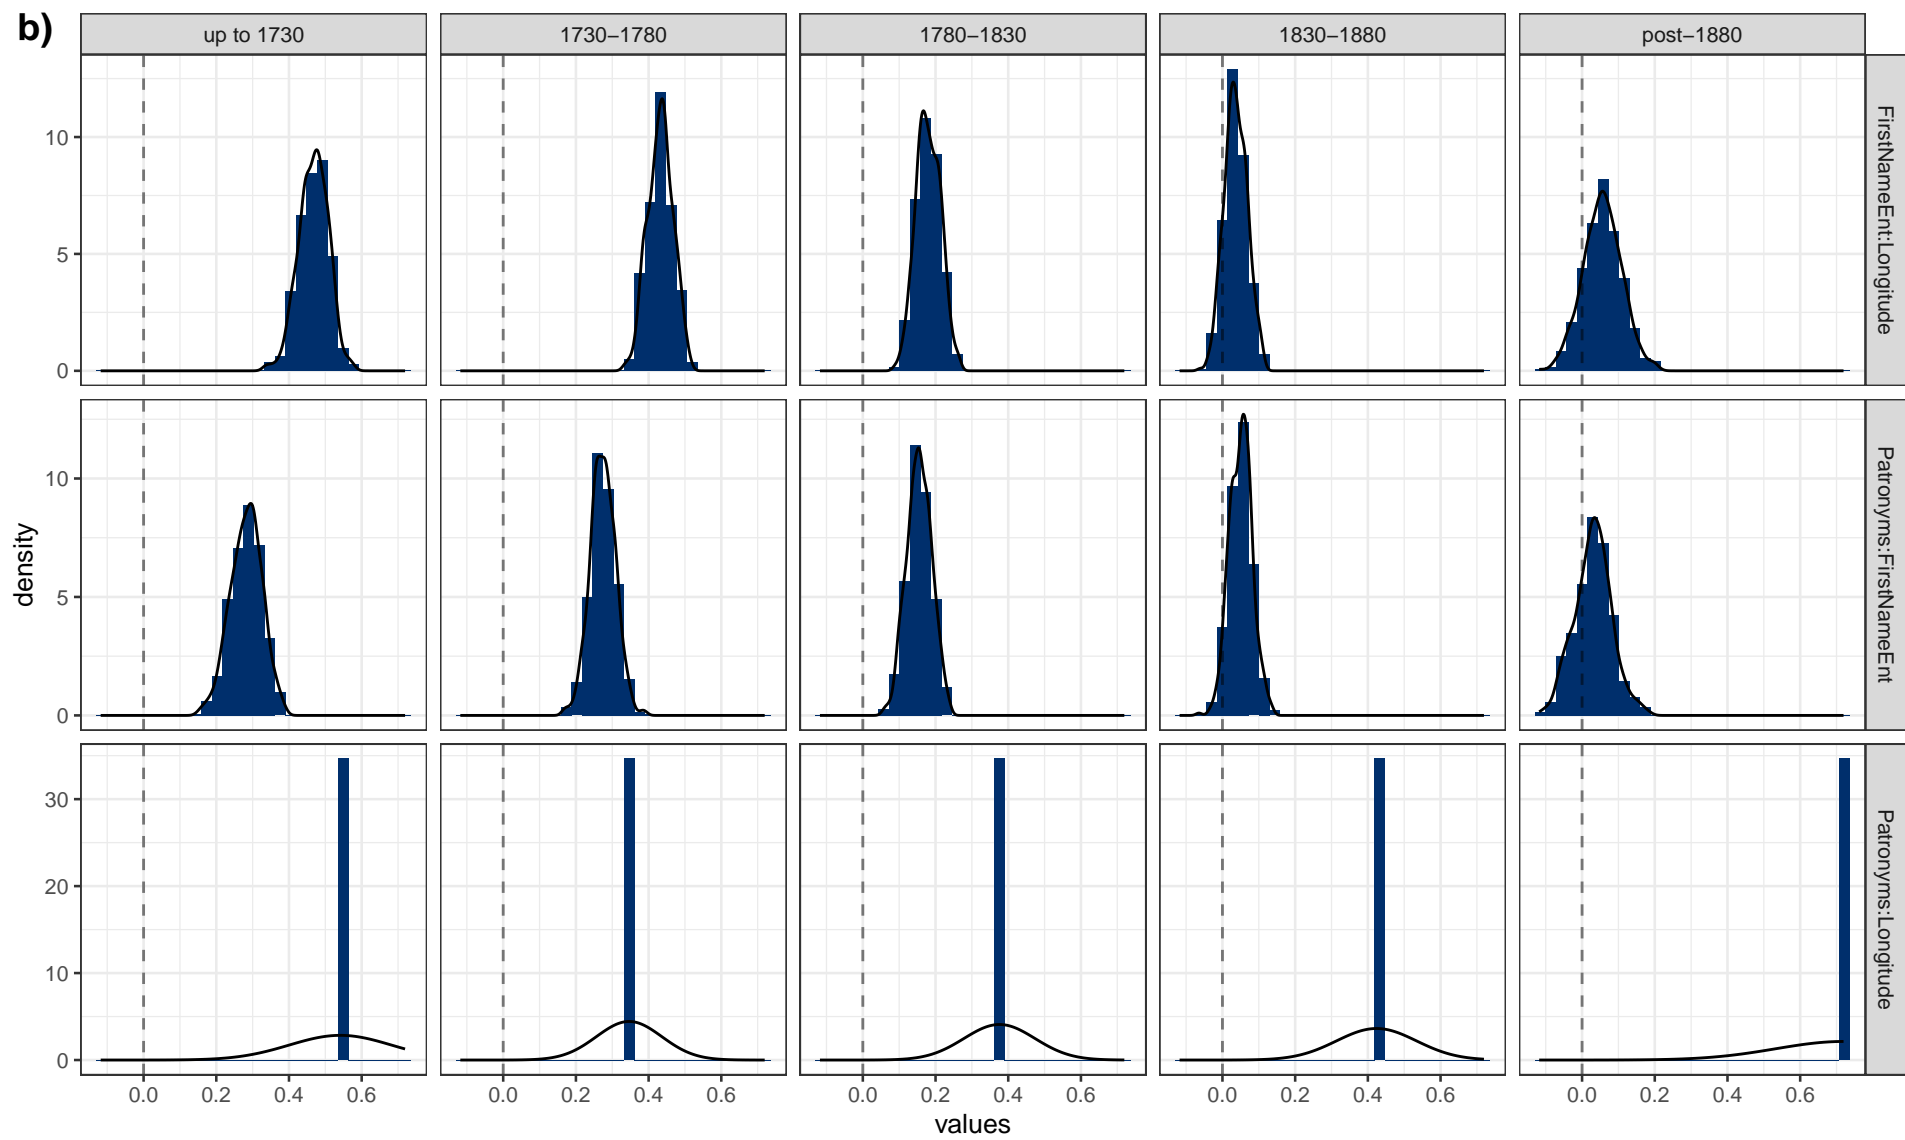 b)
up to 1730
1730−1780
1780−1830
1830−1880
post−1880
10
5
0
FirstNameEnt:Longitude
10
5
0
Patronyms:FirstNameEnt
density
30
20
10
0
Patronyms:Longitude
0.0 0.2 0.4 0.6
0.0 0.2 0.4 0.6
0.0 0.2 0.4 0.6
0.0 0.2 0.4 0.6
0.0 0.2 0.4 0.6
values